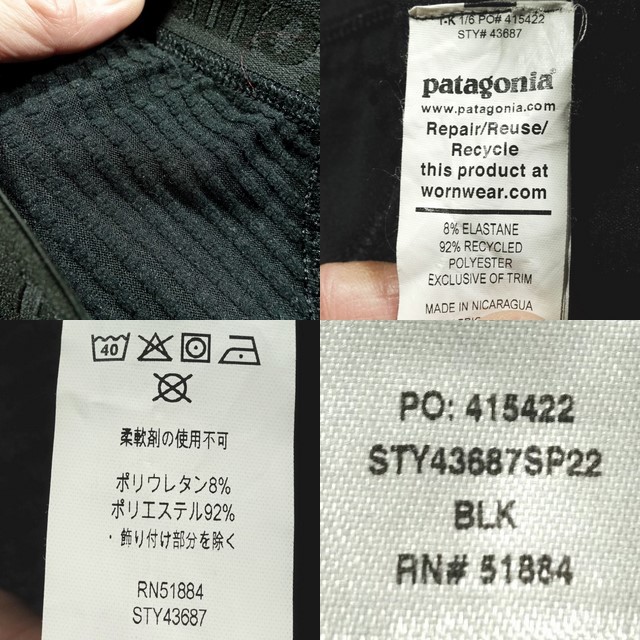 T-K 1/6 PO# 415422
STY# 43687
patagonia
www.patagonia.com
Repair/Reuse/
Recycle
this product at
wornwear.com
8% ELASTANE
92% RECYCLED
POLYESTER
EXCLUSIVE OF TRIM
MADE IN NICARAGUA
40
柔軟剤の使用不可
ポリウレタン8%
ポリエステル92%
・飾り付け部分を除く
RN51884
STY43687
PO: 415422
STY43687SP22
BLK
RN# 51884